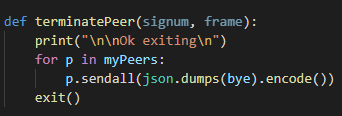 def terminatePeer(signum, frame):
    print("\n\nOk exiting\n")
    for p in myPeers:
        p.sendall(json.dumps(bye).encode())
    exit()